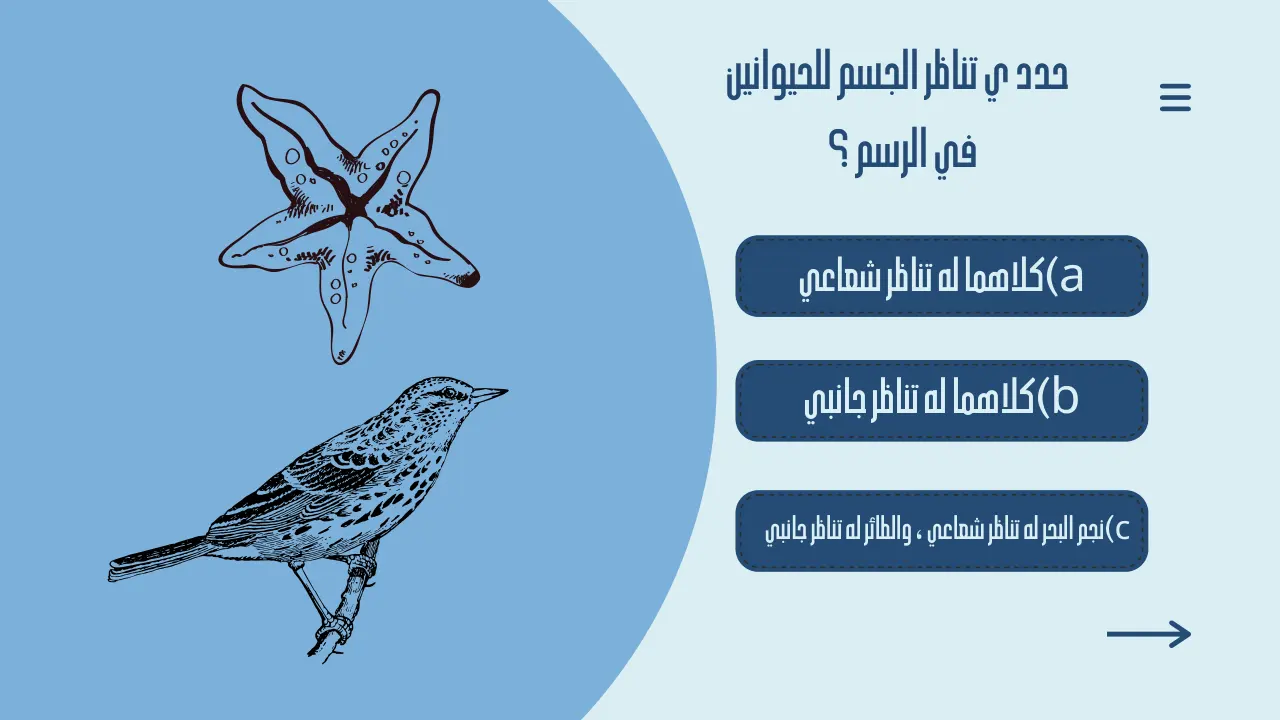 حدد ي تناظر الجسم للحيوانين
في الرسم ؟
a)كلاهما له تناظر شعاعي
b)كلاهما له تناظر جانبي
c)نجم البحر له تناظر شعاعي ، والطائر له تناظر جانبي